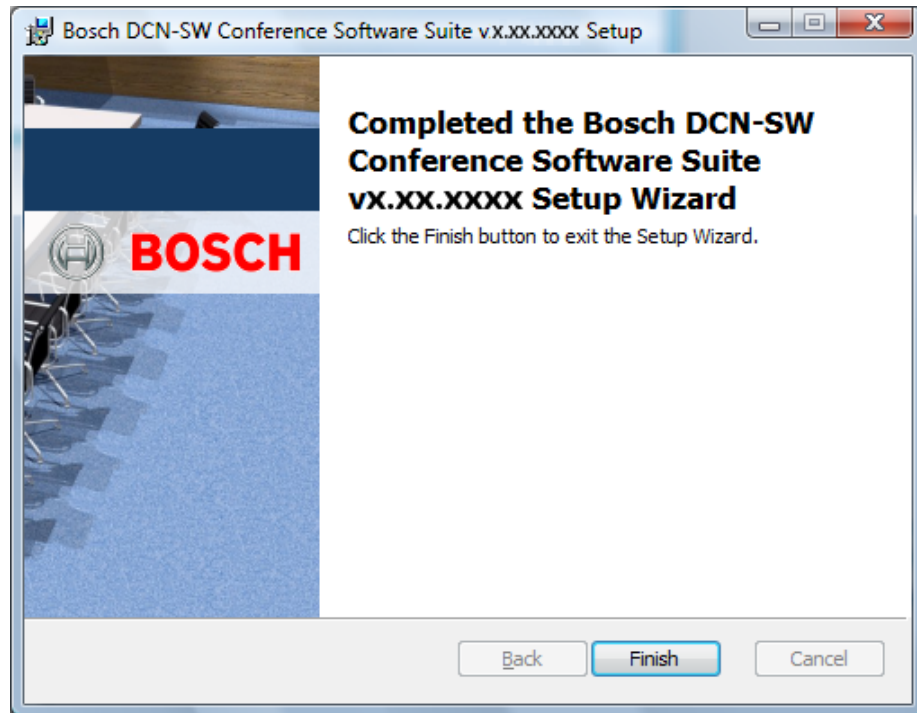 Bosch DCN-SW Conference Software Suite vx.xx.xxxx Setup
X
Completed the Bosch DCN-SW
Conference Software Suite
vx.xx.xxxx Setup Wizard
Click the Finish button to exit the Setup Wizard.
BOSCH
Back Finish Cancel